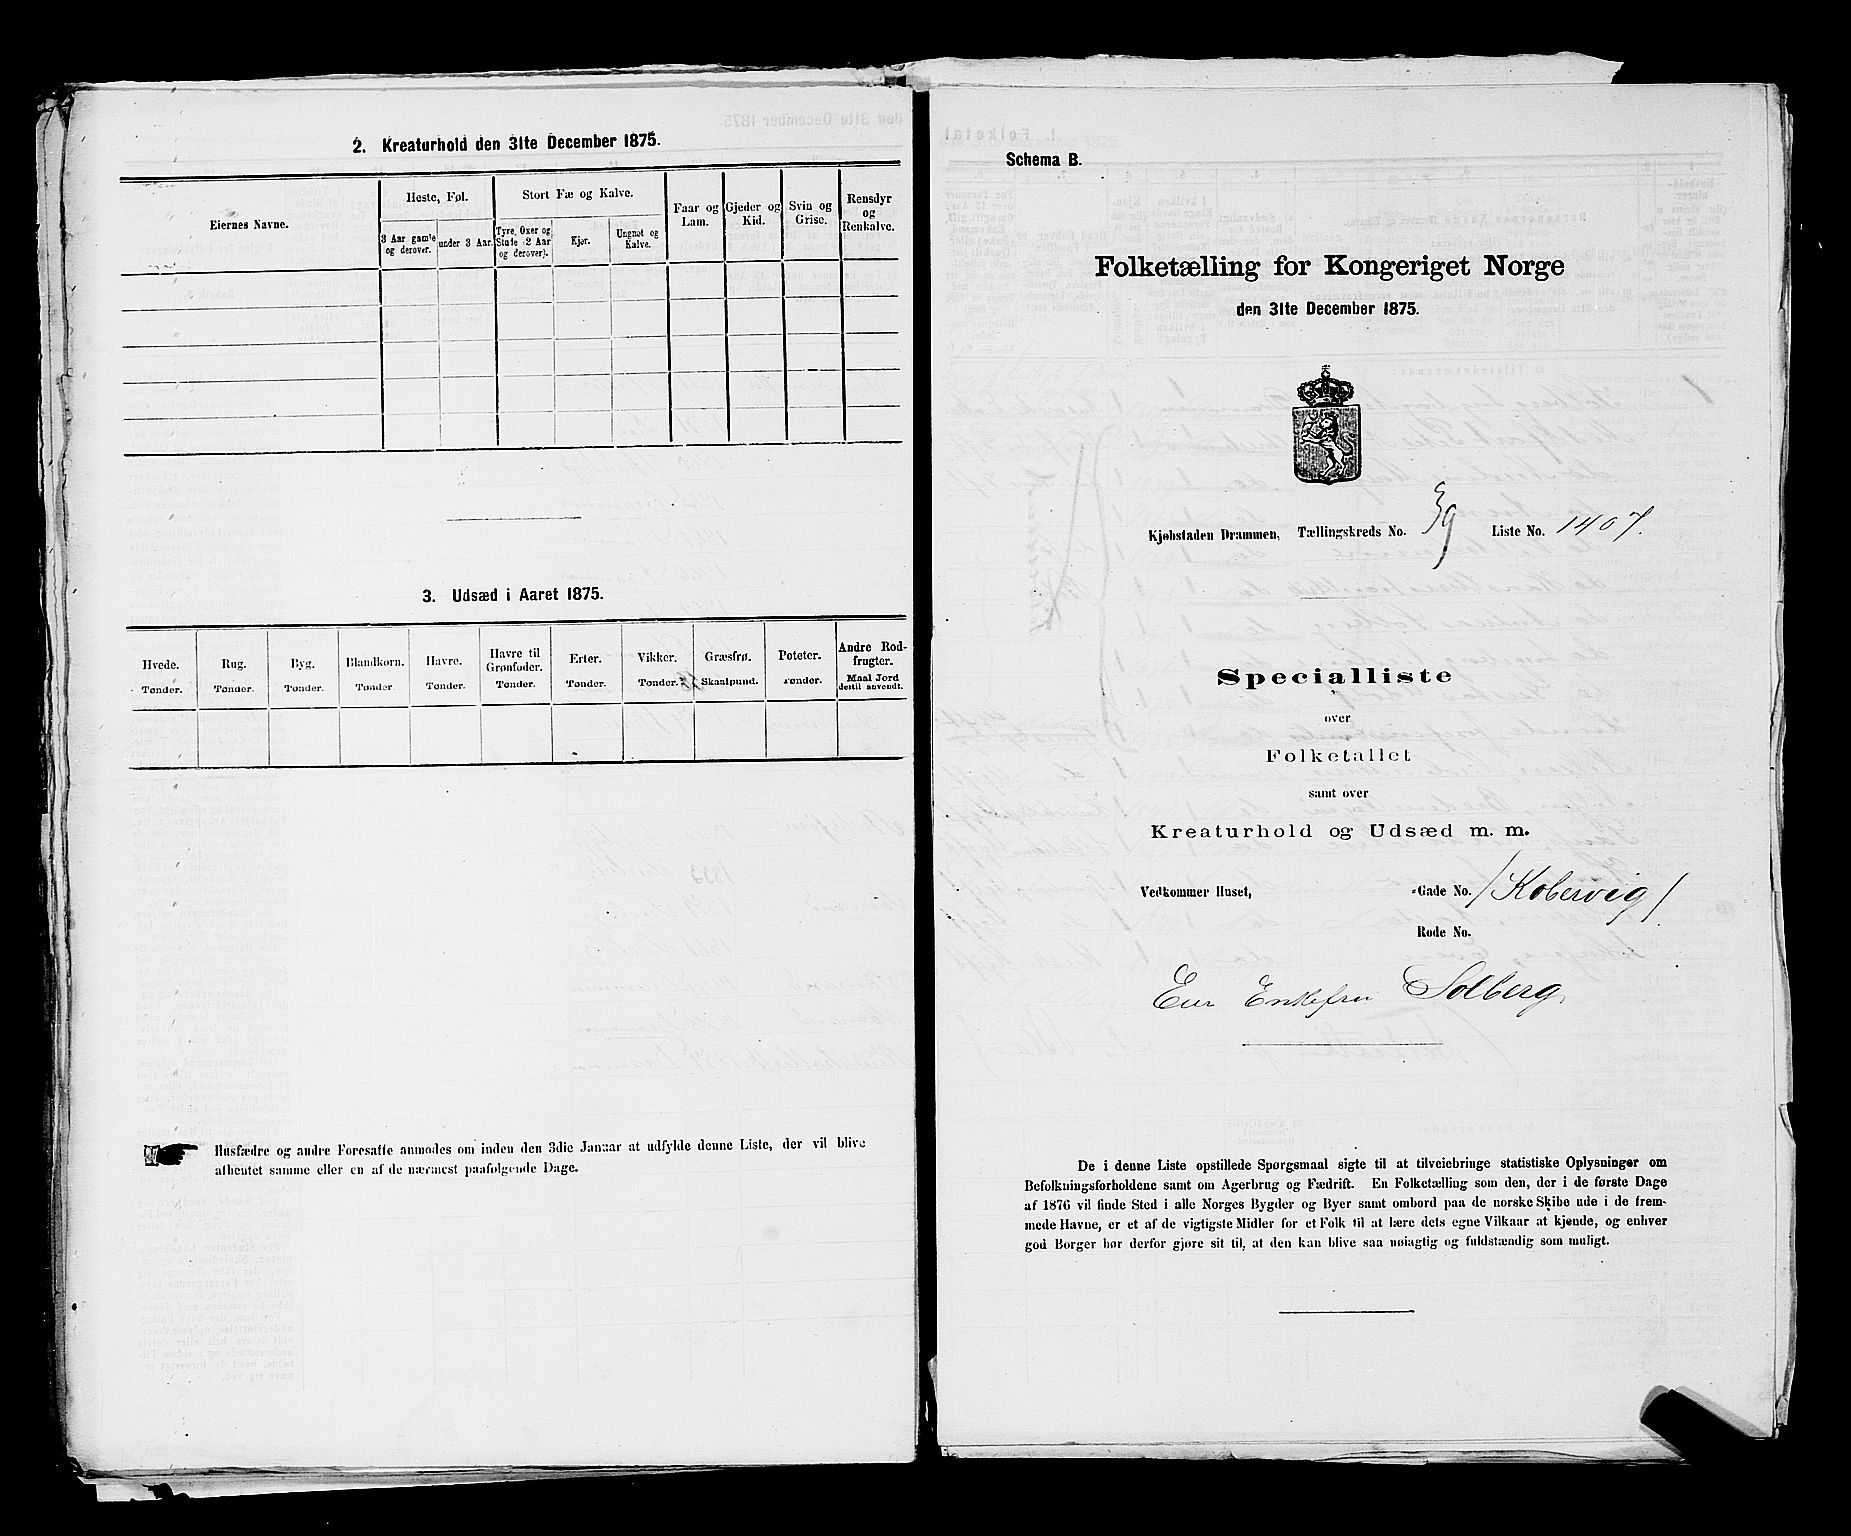 2. Kreaturhold den 31te December 1875.
Eiernes Navne.
Heste, Føl.
Stort Fæ og Kalve.
Faar og Lam.
Gjeder og Kid.
Svin og Grise.
Rensdyr og Renkalve.
3 Aar gamle og derover.
under 3 Aar.
Tyre, Oxer og Stude (2 Aar og derover).
Kjør.
Ungnøt og Kalve.
3. Udsæd i Aaret 1875.
Hvede. Tønder.
Rug. Tønder.
Byg. Tønder.
Blandkorn. Tønder.
Havre. Tønder.
Havre til Grønfoder. Tønder.
Erter. Tønder.
Vikker. Tønder.
Græsfrø. Skaalpund.
Poteter. Tønder.
Andre Rodfrugter. Maal Jord dertil anvendt.
Husfædre og andre Foresatte anmodes om inden den 3die Januar at udfylde denne Liste, der vil blive
afhentet samme eller en af de nærmest paafølgende Dage.
Schema B.
Folketælling for Kongeriget Norge
den 31te December 1875.
Kjøbstaden Drammen, Tællingskreds No. 39 Liste No. 1407.
Specialliste
over
Folketallet
samt over
Kreaturhold og Udsæd m. m.
Vedkommer Huset, -Gade No. / Kobervig /
Rode No.
Eier Enkefru Solberg.
De i denne Liste opstillede Spørgsmaal sigte til at tilveiebringe statistiske Oplysninger om
Befolkningsforholdene samt om Agerbrug og Fædrift. En Folketælling som den, der i de første Dage
af 1876 vil finde Sted i alle Norges Bygder og Byer samt ombord paa de norske Skibe ude i de frem-
mede Havne, er et af de vigtigste Midler for et Folk til at lære dets egne Vilkaar at kjende, og enhver
god Borger bør derfor gjøre sit til, at den kan blive saa nøiagtig og fuldstændig som muligt.